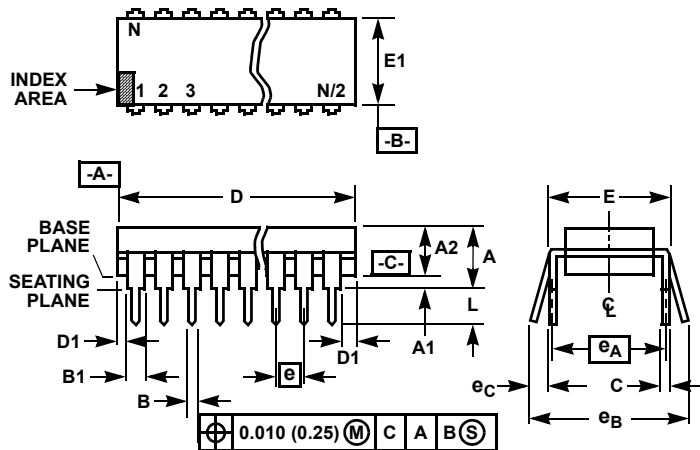 N
INDEX
AREA
1 2 3 N/2
E1
-B-
-A-
D
E
BASE
PLANE
A2
A
-C-
SEATING
PLANE
L
C L
D1
A1
D1
eA
B1
e
eC
C
B
eB
0.010 (0.25) M C A B S